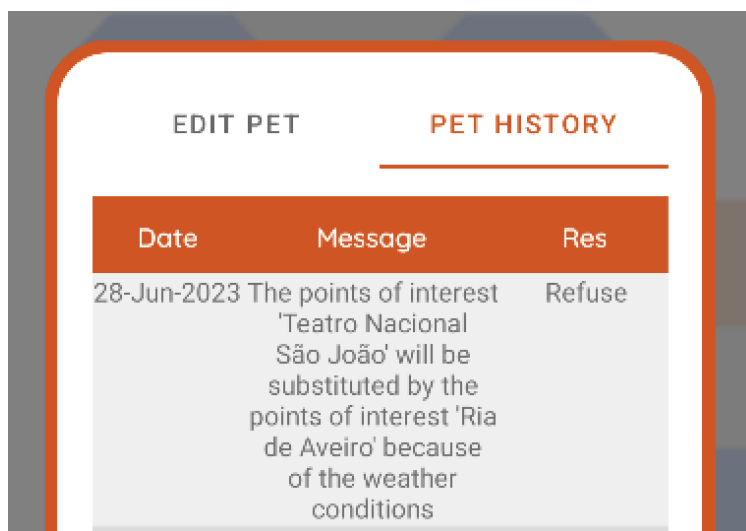 EDIT PET PET HISTORY
Date Message Res
28-Jun-2023 The points of interest Refuse
'Teatro Nacional
São João' will be
substituted by the
points of interest 'Ria
de Aveiro' because
of the weather
conditions